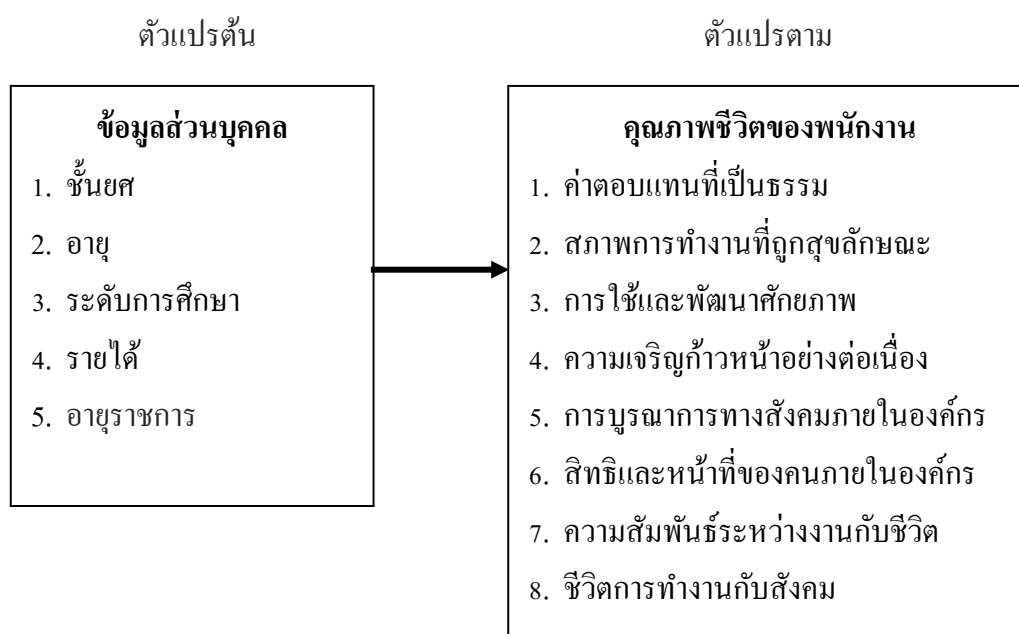 ตัวแปรต้น
ตัวแปรตาม
ข้อมูลส่วนบุคคล
1. ชั้นยศ
2. อายุ
3. ระดับการศึกษา
4. รายได้
5. อายุราชการ
คุณภาพชีวิตของพนักงาน
1. ค่าตอบแทนที่เป็นธรรม
2. สภาพการทำงานที่ถูกสุขลักษณะ
3. การใช้และพัฒนาศักยภาพ
4. ความเจริญก้าวหน้าอย่างต่อเนื่อง
5. การบูรณาการทางสังคมภายในองค์กร
6. สิทธิและหน้าที่ของคนภายในองค์กร
7. ความสัมพันธ์ระหว่างงานกับชีวิต
8. ชีวิตการทำงานกับสังคม